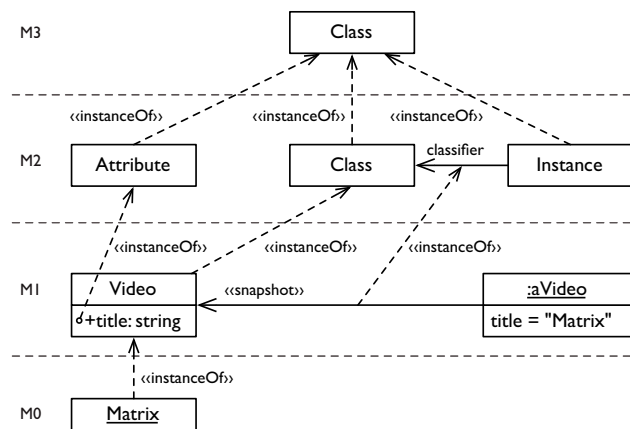 M3
Class
‹‹instanceOf›› ‹‹instanceOf›› ‹‹instanceOf››
M2
Attribute
Class
classifier
Instance
‹‹instanceOf›› ‹‹instanceOf›› ‹‹instanceOf››
M1
Video
+title: string
‹‹snapshot››
:aVideo
title = "Matrix"
‹‹instanceOf››
M0
Matrix